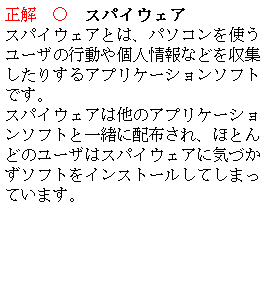 正解　○　スパイウェア
スパイウェアとは、パソコンを使う
ユーザの行動や個人情報などを収集
したりするアプリケーションソフト
です。
スパイウェアは他のアプリケーショ
ンソフトと一緒に配布され、ほとん
どのユーザはスパイウェアに気づか
ずソフトをインストールしてしまっ
ています。